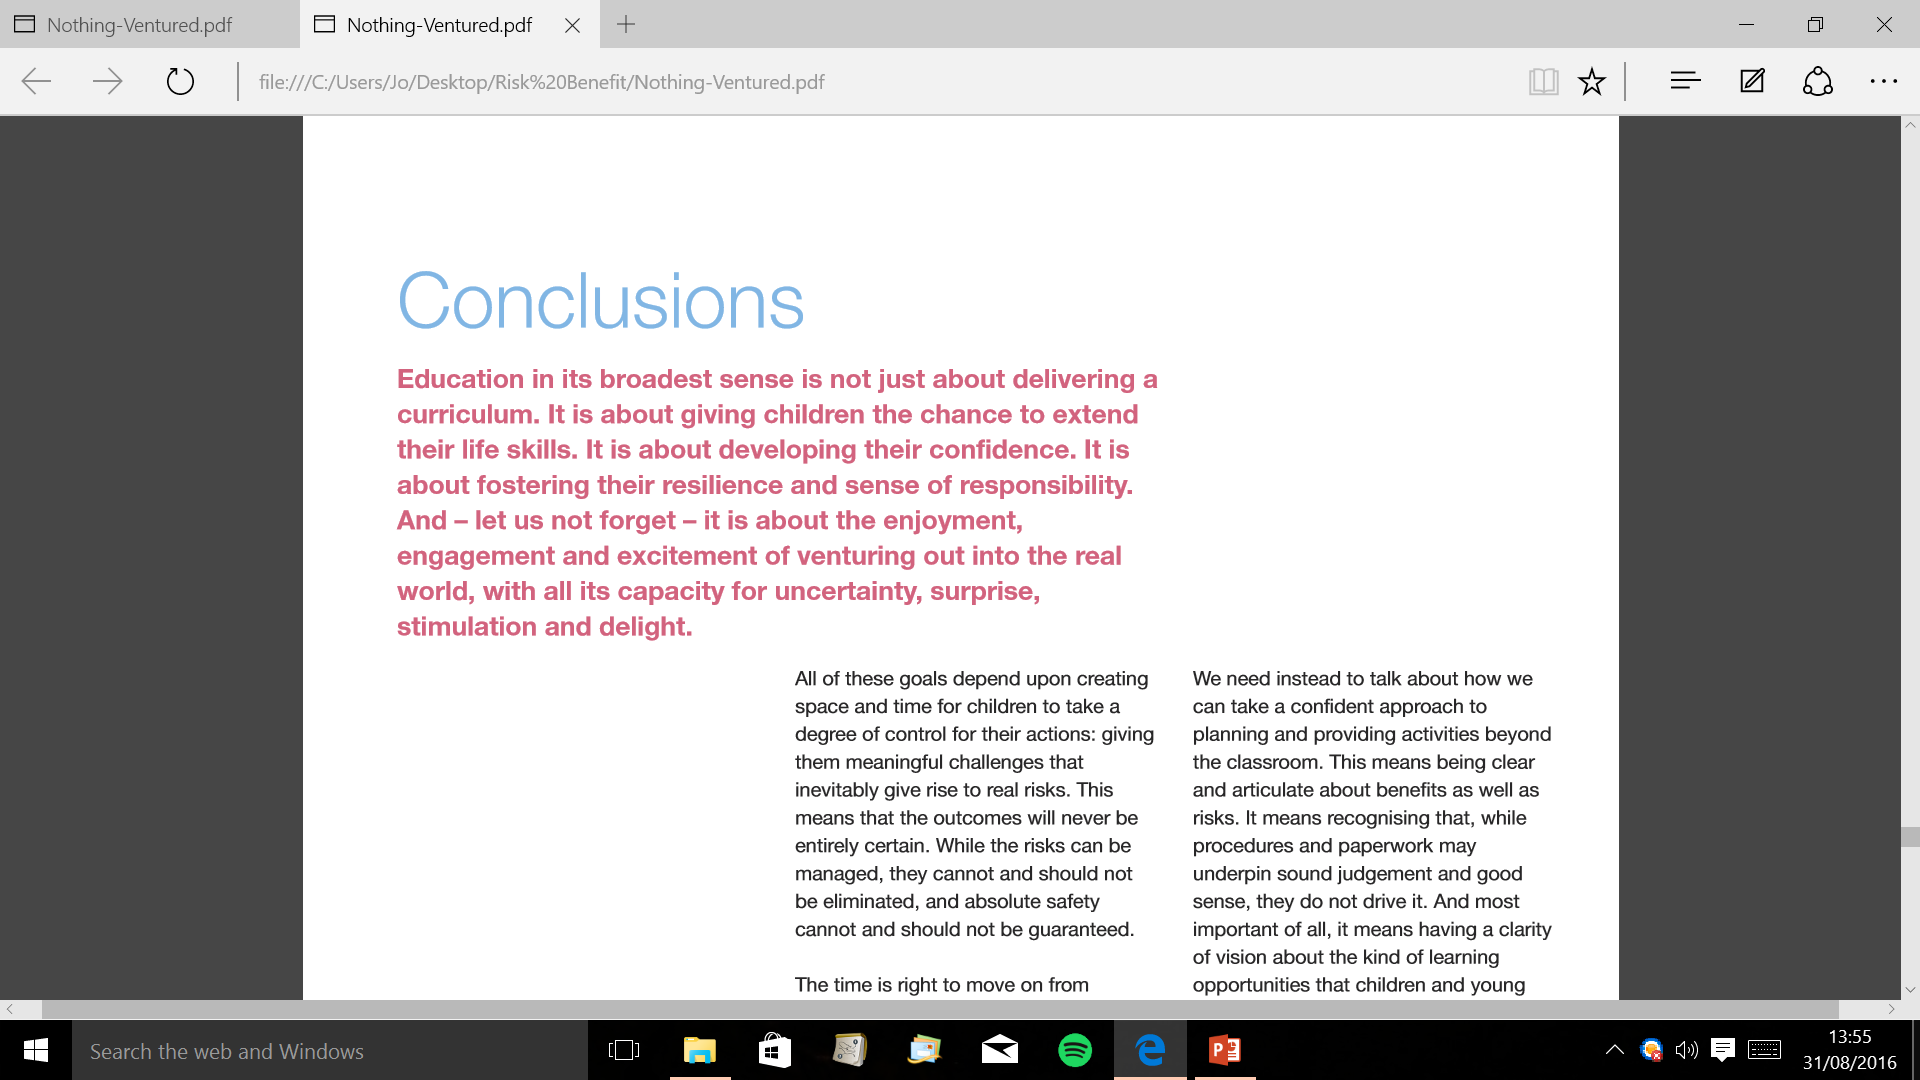 Nothing-Ventured.pdf
Nothing-Ventured.pdf
file:///C:/Users/Jo/Desktop/Risk%20Benefit/Nothing-Ventured.pdf
Conclusions
Education in its broadest sense is not just about delivering a
curriculum. It is about giving children the chance to extend
their life skills. It is about developing their confidence. It is
about fostering their resilience and sense of responsibility.
And – let us not forget – it is about the enjoyment,
engagement and excitement of venturing out into the real
world, with all its capacity for uncertainty, surprise,
stimulation and delight.
All of these goals depend upon creating
space and time for children to take a
degree of control for their actions: giving
them meaningful challenges that
inevitably give rise to real risks. This
means that the outcomes will never be
entirely certain. While the risks can be
managed, they cannot and should not
be eliminated, and absolute safety
cannot and should not be guaranteed.
The time is right to move on from
We need instead to talk about how we
can take a confident approach to
planning and providing activities beyond
the classroom. This means being clear
and articulate about benefits as well as
risks. It means recognising that, while
procedures and paperwork may
underpin sound judgement and good
sense, they do not drive it. And most
important of all, it means having a clarity
of vision about the kind of learning
opportunities that children and young
Search the web and Windows
13:55
31/08/2016